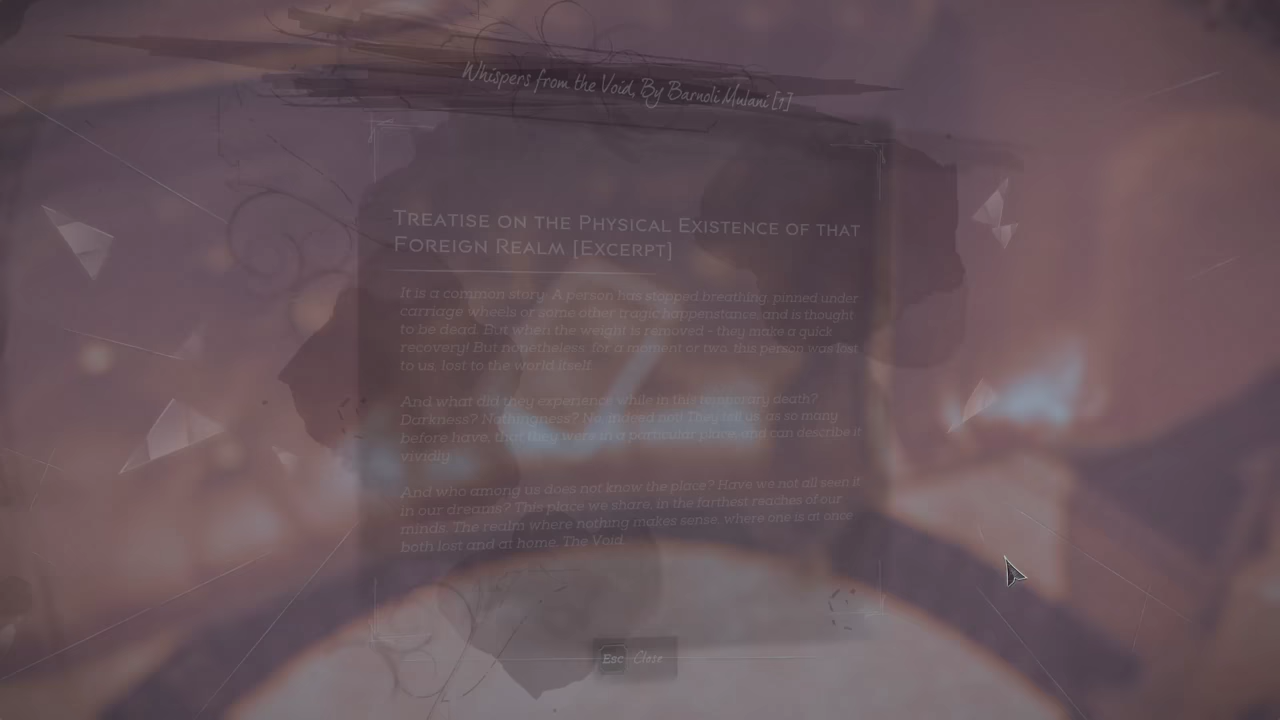 Whispers from the Void, By Barnoli Mulani [1]
Treatise on the Physical Existence of that
Foreign Realm [Excerpt]
It is a common story. A person has stopped breathing, pinned under
carriage wheels or some other tragic happenstance, and is thought
to be dead. But when the weight is removed - they make a quick
recovery! But nonetheless, for a moment or two, this person was lost
to us, lost to the world itself.
And what did they experience while in this temporary death?
Darkness? Nothingness? No, indeed not! They tell us, as so many
before have, that they were in a particular place, and can describe it
vividly.
And who among us does not know the place? Have we not all seen it
in our dreams? This place we share, in the farthest reaches of our
minds. The realm where nothing makes sense, where one is at once
both lost and at home. The Void.
Esc Close